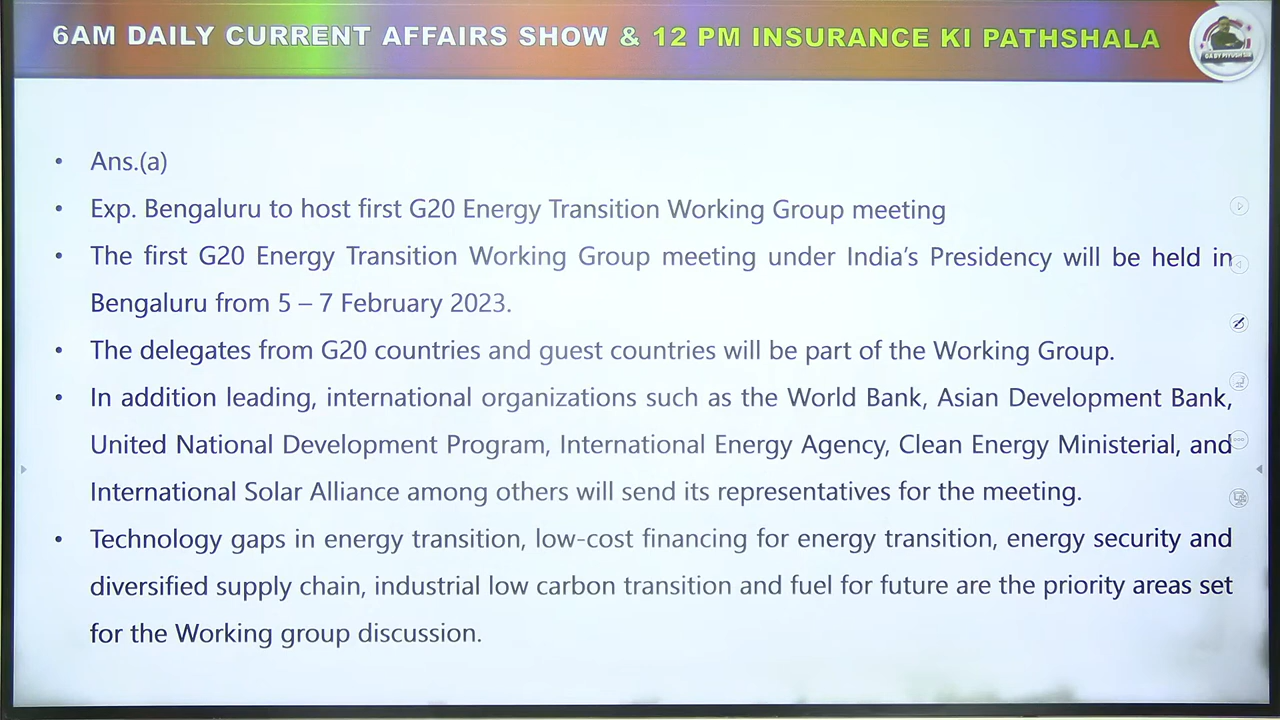 6AM DAILY CURRENT AFFAIRS SHOW & 12 PM INSURANCE KI PATHSHALA
GA BY PIYUSH SIR
• Ans.(a)
• Exp. Bengaluru to host first G20 Energy Transition Working Group meeting
• The first G20 Energy Transition Working Group meeting under India’s Presidency will be held in
Bengaluru from 5 – 7 February 2023.
• The delegates from G20 countries and guest countries will be part of the Working Group.
• In addition leading, international organizations such as the World Bank, Asian Development Bank,
United National Development Program, International Energy Agency, Clean Energy Ministerial, and
International Solar Alliance among others will send its representatives for the meeting.
• Technology gaps in energy transition, low-cost financing for energy transition, energy security and
diversified supply chain, industrial low carbon transition and fuel for future are the priority areas set
for the Working group discussion.